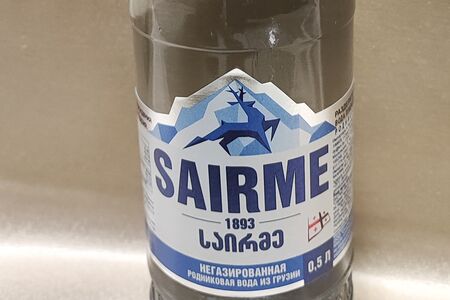 SAIRME
1893
საირმე
НЕГАЗИРОВАННАЯ
РОДНИКОВАЯ ВОДА ИЗ ГРУЗИИ
0.5 Л